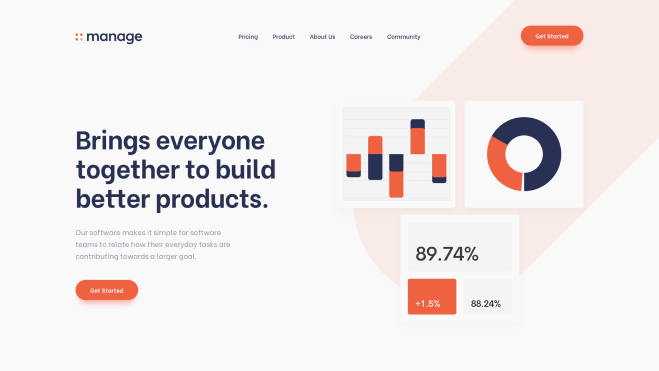 manage
Pricing Product About Us Careers Community
Get Started
Brings everyone
together to build
better products.
Our software makes it simple for software
teams to relate how their everyday tasks are
contributing towards a larger goal.
Get Started
89.74%
+1.5% 88.24%